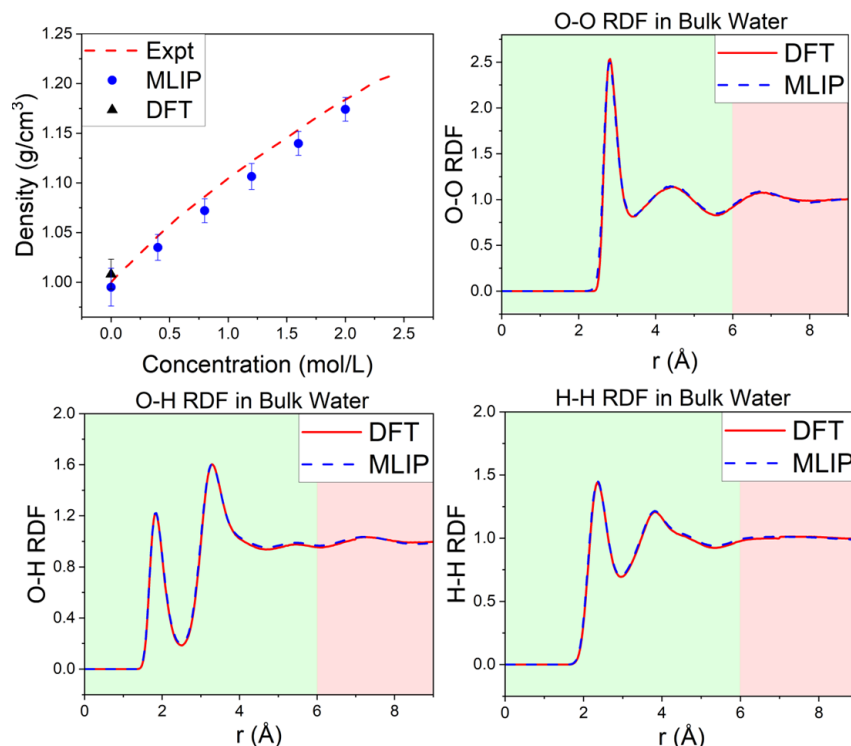 1.25
1.20
1.15
1.10
1.05
1.00
Density (g/cm³)
Expt
MLIP
DFT
0.0 0.5 1.0 1.5 2.0 2.5
Concentration (mol/L)
O-O RDF in Bulk Water
2.5
2.0
1.5
1.0
0.5
0.0
O-O RDF
DFT
MLIP
0 2 4 6 8
r (Å)
O-H RDF in Bulk Water
2.0
1.6
1.2
0.8
0.4
0.0
O-H RDF
DFT
MLIP
0 2 4 6 8
r (Å)
H-H RDF in Bulk Water
2.0
1.5
1.0
0.5
0.0
H-H RDF
DFT
MLIP
0 2 4 6 8
r (Å)